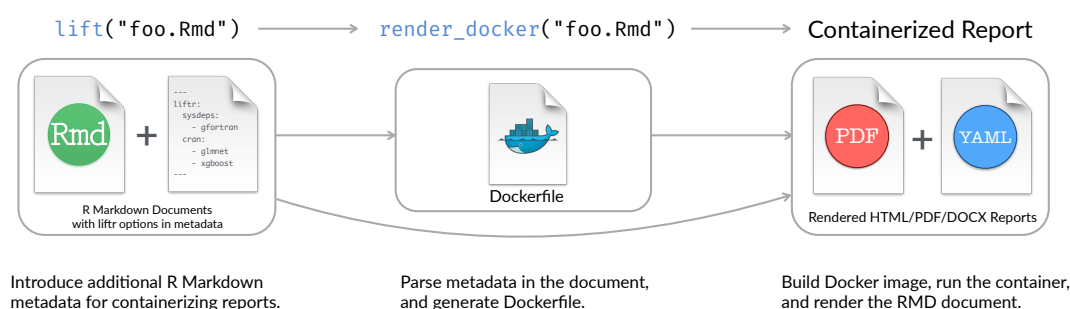 lift("foo.Rmd")
render_docker("foo.Rmd")
Containerized Report
Rmd
+
---
liftr:
  sysdeps:
    - gfortran
  cran:
    - glmnet
    - xgboost
---
R Markdown Documents
with liftr options in metadata
Dockerfile
PDF
+
YAML
Rendered HTML/PDF/DOCX Reports
Introduce additional R Markdown
metadata for containerizing reports.
Parse metadata in the document,
and generate Dockerfile.
Build Docker image, run the container,
and render the RMD document.